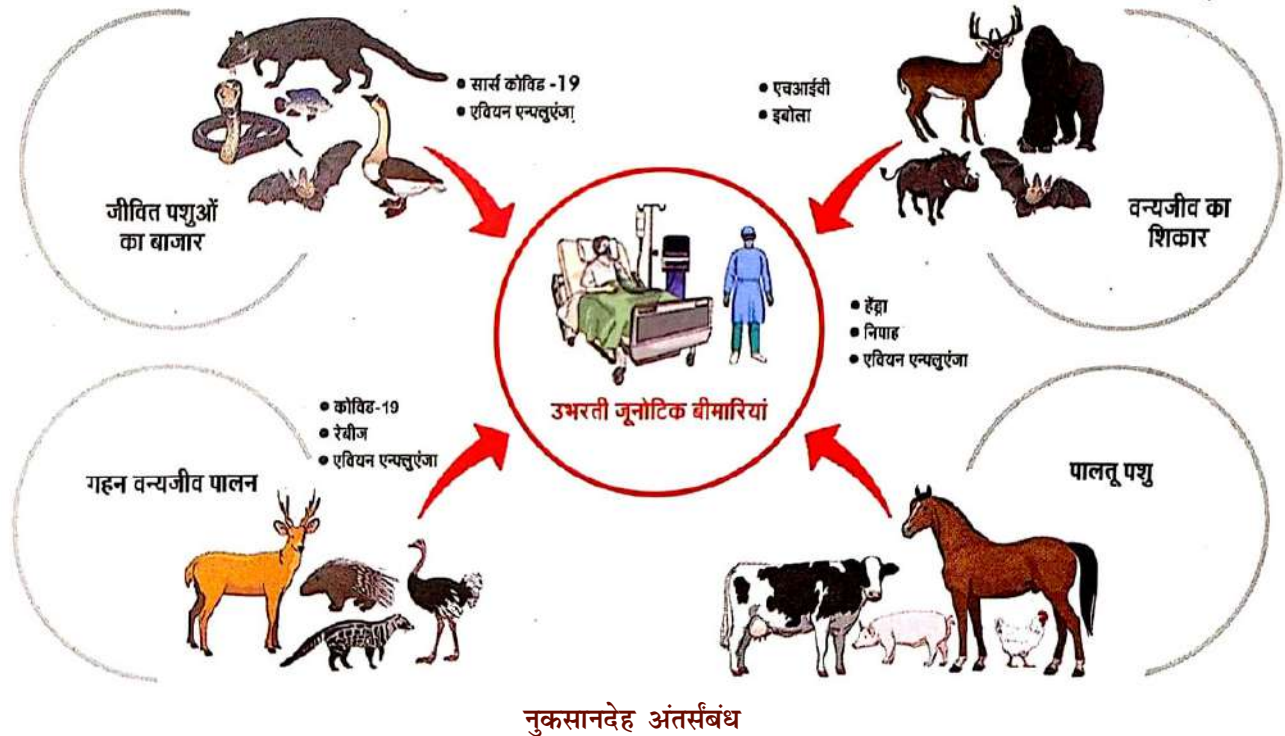 • सार्स कोविड -19
• एवियन एन्फ्लुएंजा
जीवित पशुओं
का बाजार
• एचआईवी
• इबोला
वन्यजीव का
शिकार
• हेंड्रा
• निपाह
• एवियन एन्फ्लुएंजा
उभरती जूनोटिक बीमारियां
• कोविड-19
• रेबीज
• एवियन एन्फ्लुएंजा
गहन वन्यजीव पालन
पालतू पशु
नुकसानदेह अंतर्संबंध